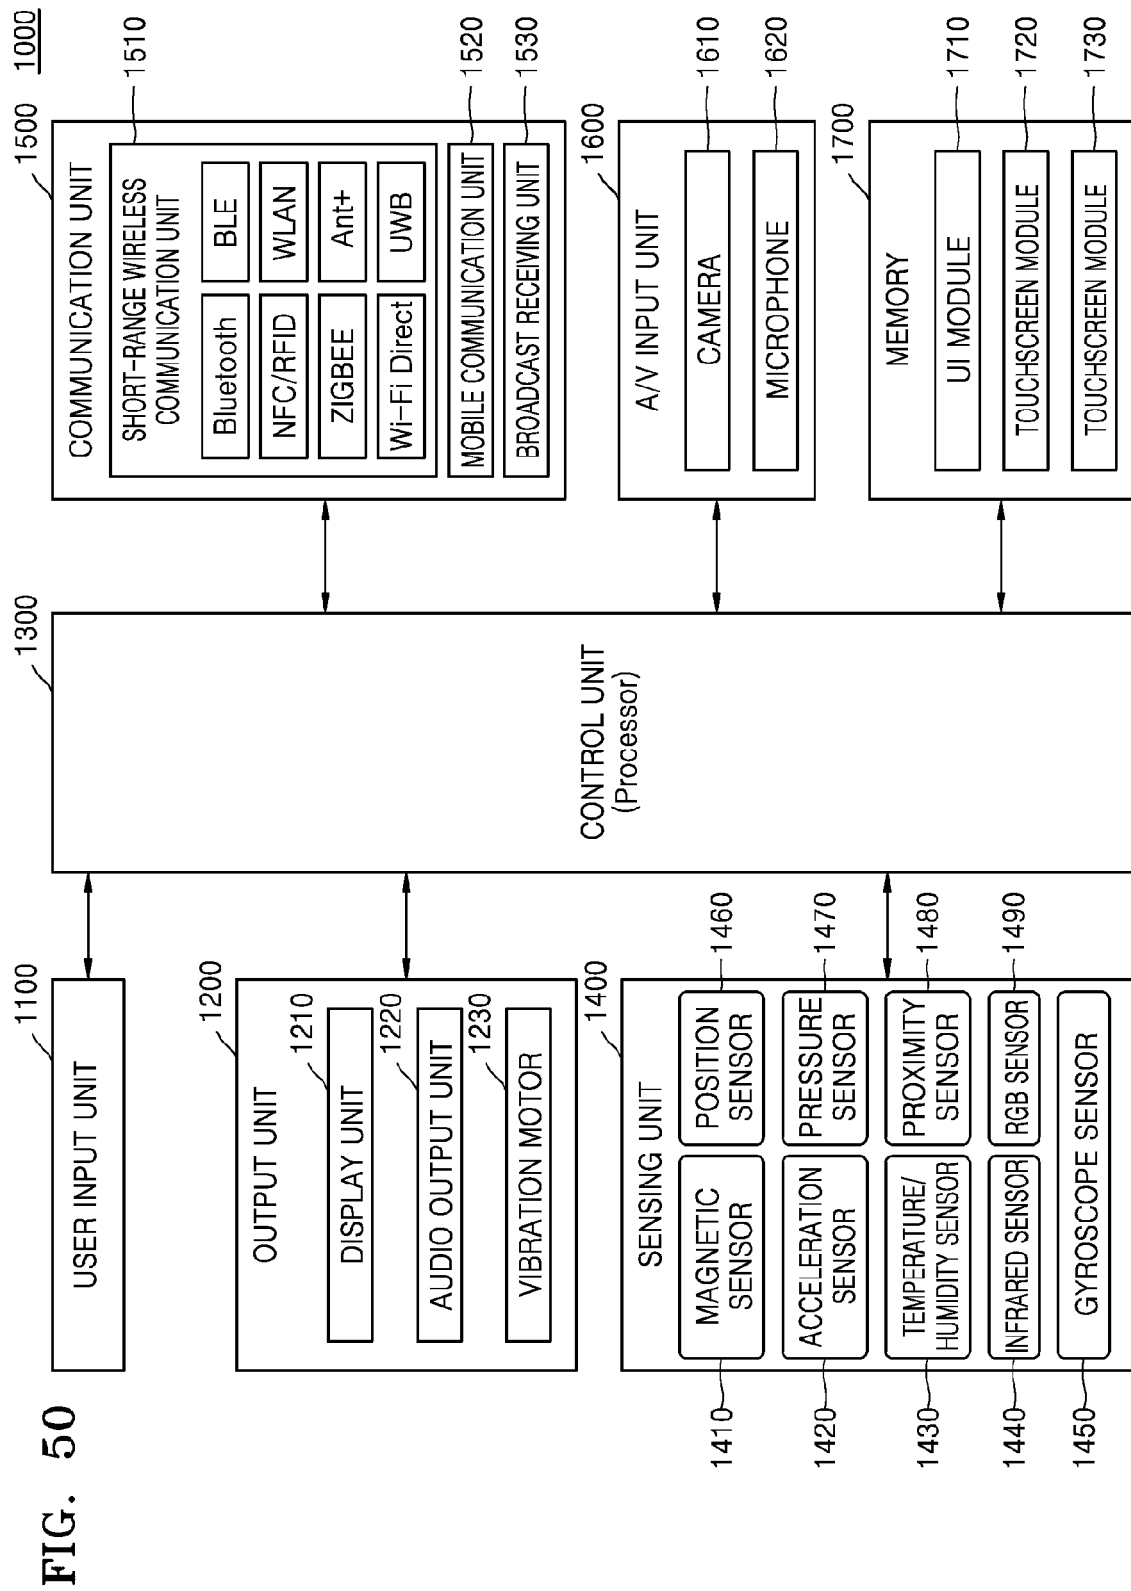 FIG. 50
1000
1100
USER INPUT UNIT
1200
OUTPUT UNIT
1210
DISPLAY UNIT
1220
AUDIO OUTPUT UNIT
1230
VIBRATION MOTOR
1400
SENSING UNIT
1410
MAGNETIC
SENSOR
POSITION
SENSOR
1460
1420
ACCELERATION
SENSOR
PRESSURE
SENSOR
1470
1430
TEMPERATURE/
HUMIDITY SENSOR
PROXIMITY
SENSOR
1480
1440
INFRARED SENSOR
RGB SENSOR
1490
1450
GYROSCOPE SENSOR
1300
CONTROL UNIT
(Processor)
1500
COMMUNICATION UNIT
1510
SHORT-RANGE WIRELESS
COMMUNICATION UNIT
Bluetooth
BLE
NFC/RFID
WLAN
ZIGBEE
Ant+
Wi-Fi Direct
UWB
MOBILE COMMUNICATION UNIT
1520
BROADCAST RECEIVING UNIT
1530
1600
A/V INPUT UNIT
CAMERA
1610
MICROPHONE
1620
1700
MEMORY
UI MODULE
1710
TOUCHSCREEN MODULE
1720
TOUCHSCREEN MODULE
1730